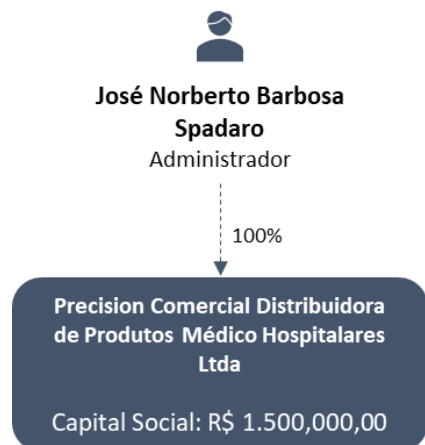 José Norberto Barbosa
Spadaro
Administrador
100%
Precision Comercial Distribuidora
de Produtos Médico Hospitalares
Ltda
Capital Social: R$ 1.500,000,00